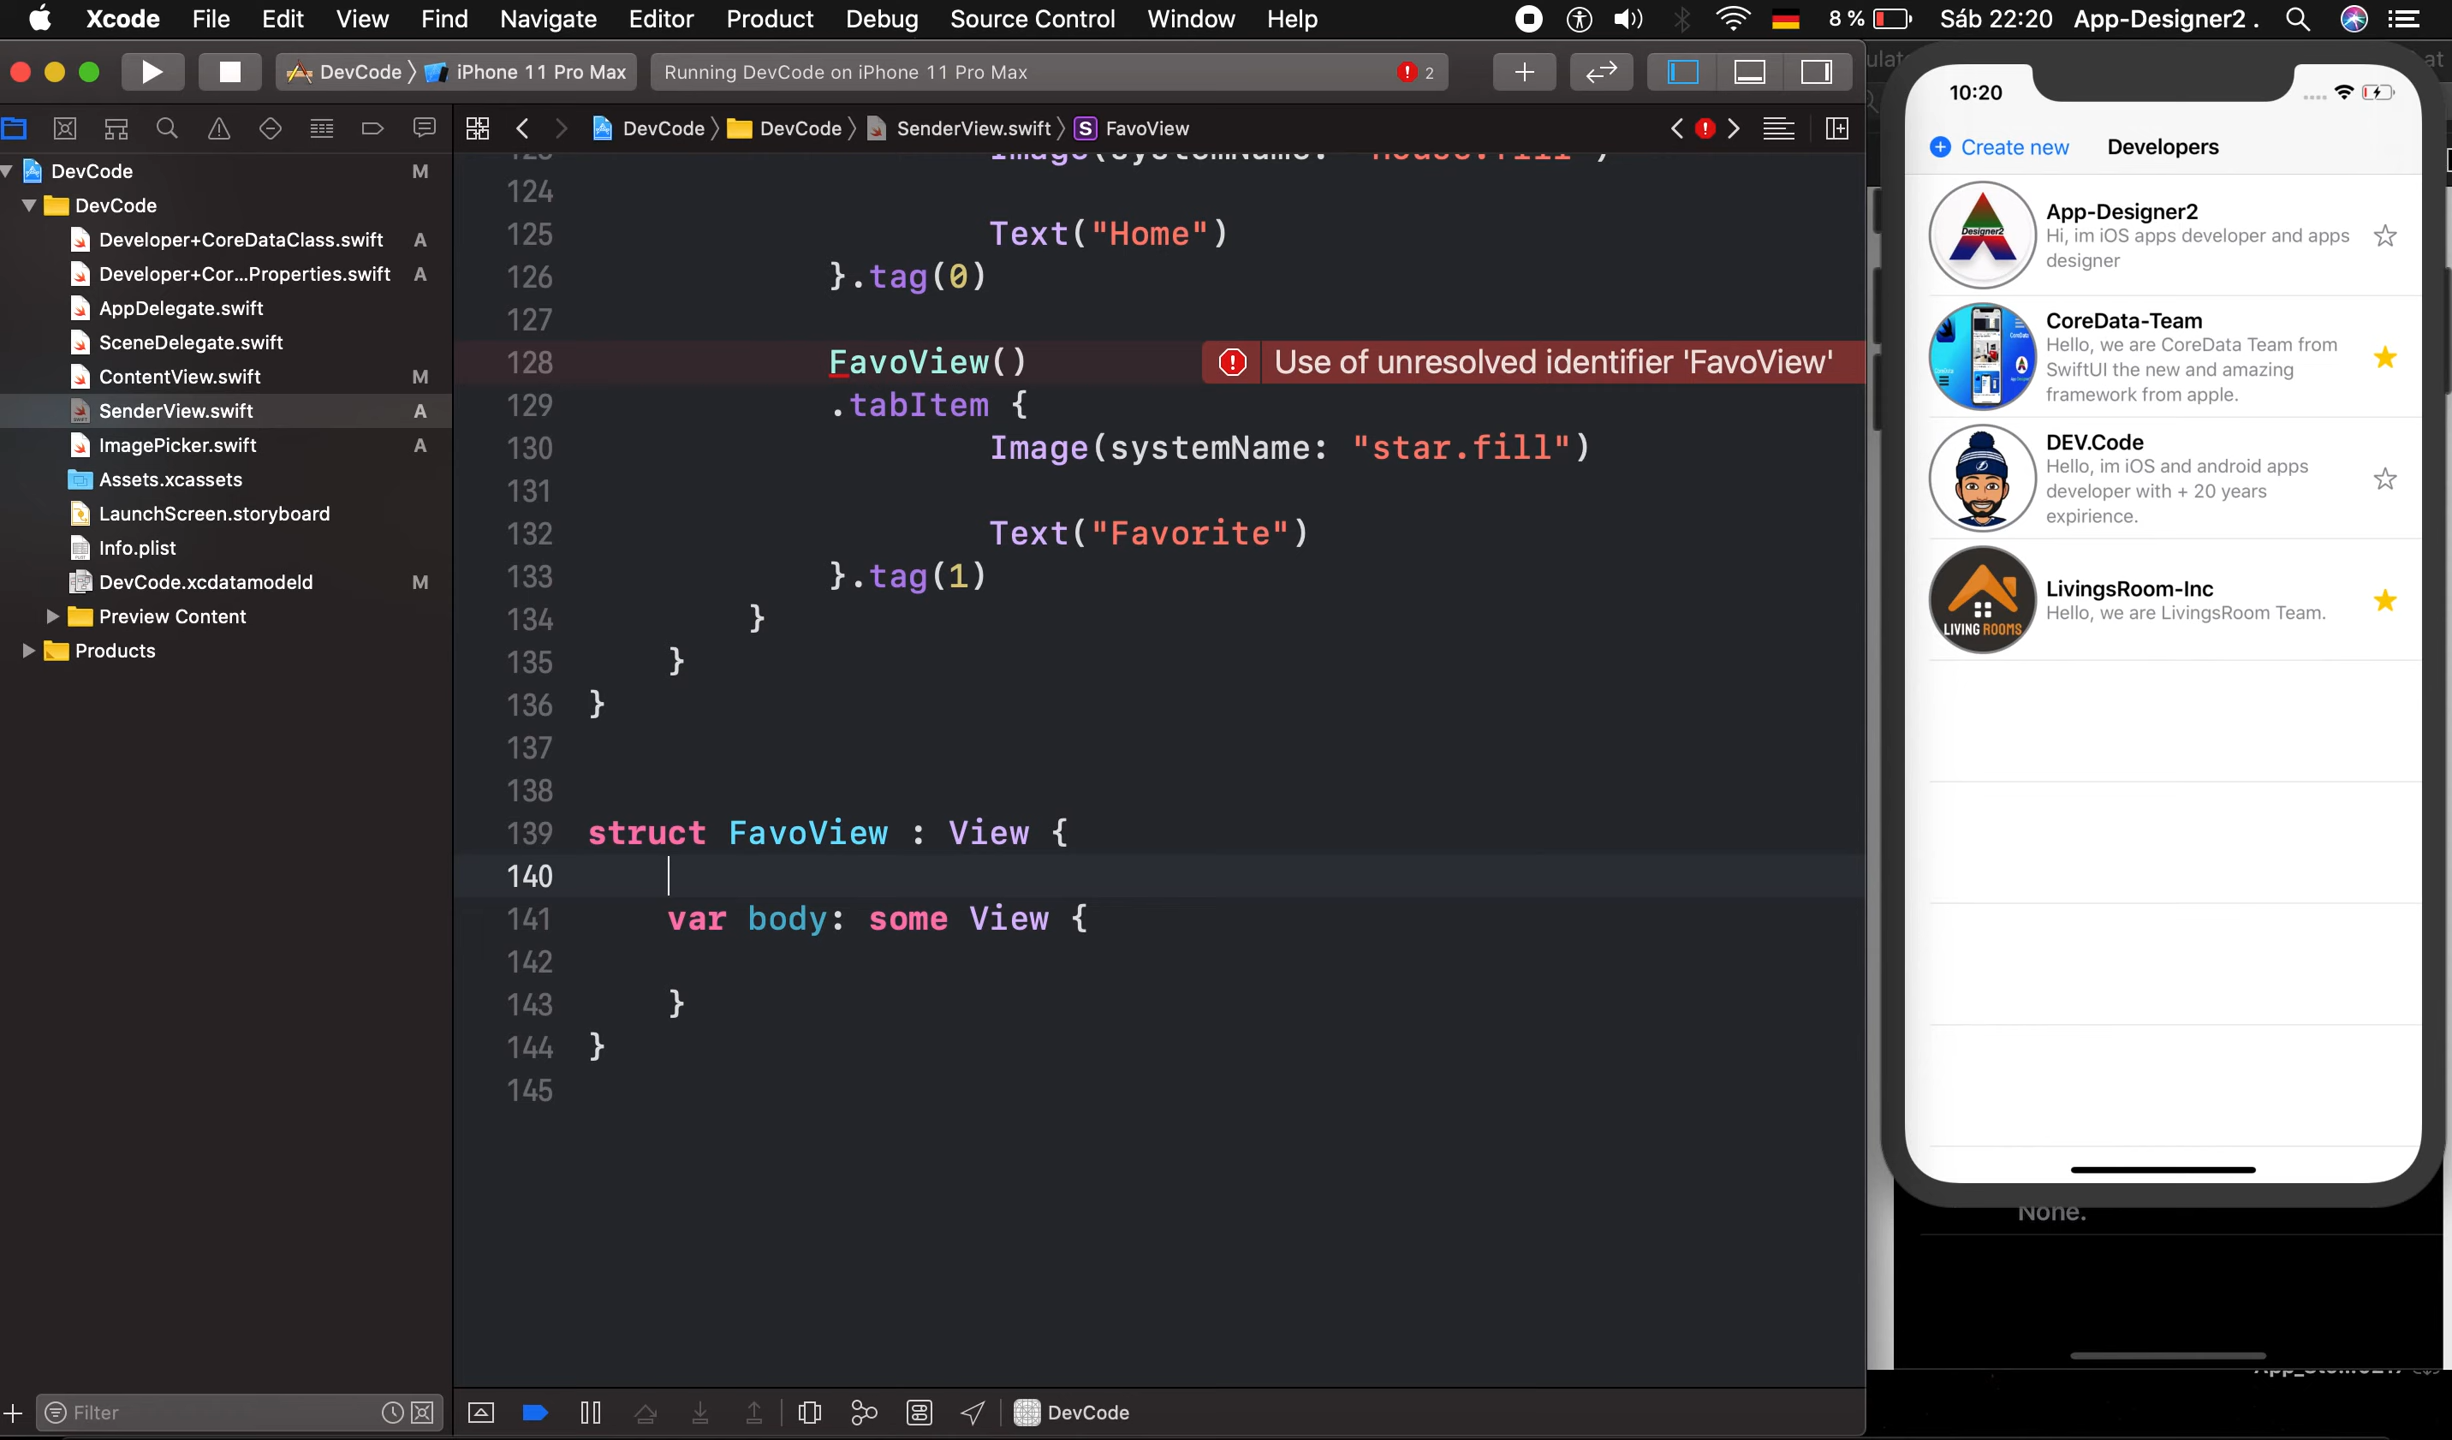 Xcode File Edit View Find Navigate Editor Product Debug Source Control Window Help 8 % Sáb 22:20 App-Designer2 .
DevCode iPhone 11 Pro Max Running DevCode on iPhone 11 Pro Max 2
DevCode DevCode SenderView.swift S FavoView
DevCode M
DevCode
Developer+CoreDataClass.swift A
Developer+Cor...Properties.swift A
AppDelegate.swift
SceneDelegate.swift
ContentView.swift M
SenderView.swift A
ImagePicker.swift A
Assets.xcassets
LaunchScreen.storyboard
Info.plist
DevCode.xcdatamodeld M
Preview Content
Products
Filter
123 Image(systemName: "house.fill")
124
125 Text("Home")
126 }.tag(0)
127
128 FavoView() Use of unresolved identifier 'FavoView'
129 .tabItem {
130 Image(systemName: "star.fill")
131
132 Text("Favorite")
133 }.tag(1)
134 }
135 }
136 }
137
138
139 struct FavoView : View {
140
141 var body: some View {
142
143 }
144 }
145
DevCode
10:20
Create new Developers
Designer2
App-Designer2
Hi, im iOS apps developer and apps
designer
CoreData-Team
Hello, we are CoreData Team from
SwiftUI the new and amazing
framework from apple.
DEV.Code
Hello, im iOS and android apps
developer with + 20 years
expirience.
LIVING ROOMS
LivingsRoom-Inc
Hello, we are LivingsRoom Team.
None.